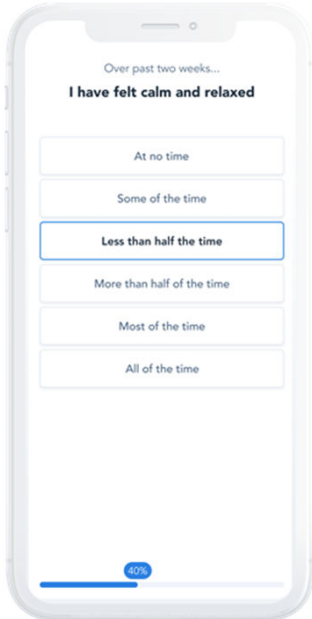 Over past two weeks...
I have felt calm and relaxed
At no time
Some of the time
Less than half the time
More than half of the time
Most of the time
All of the time
40%